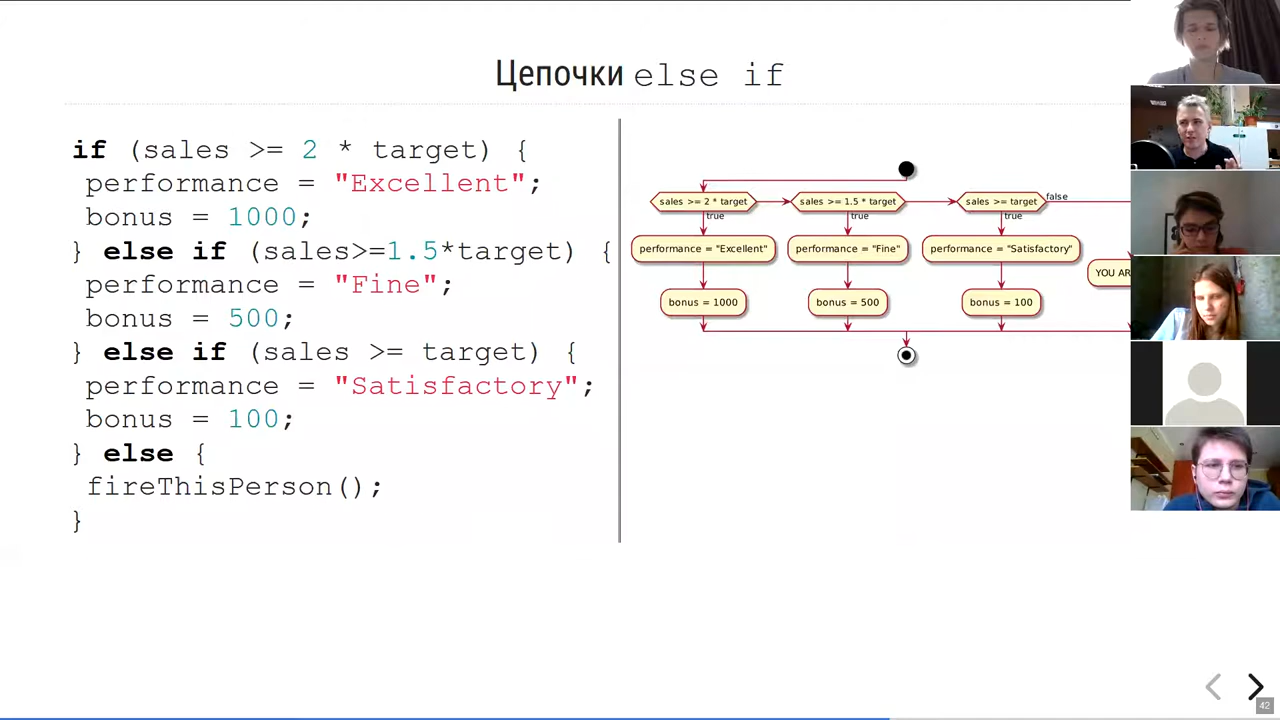 Цепочки else if
if (sales >= 2 * target) {
performance = "Excellent";
bonus = 1000;
} else if (sales>=1.5*target) {
performance = "Fine";
bonus = 500;
} else if (sales >= target) {
performance = "Satisfactory";
bonus = 100;
} else {
fireThisPerson();
}
sales >= 2 * target
sales >= 1.5 * target
sales >= target
false
true
true
true
performance = "Excellent"
performance = "Fine"
performance = "Satisfactory"
YOU AR
bonus = 1000
bonus = 500
bonus = 100
42